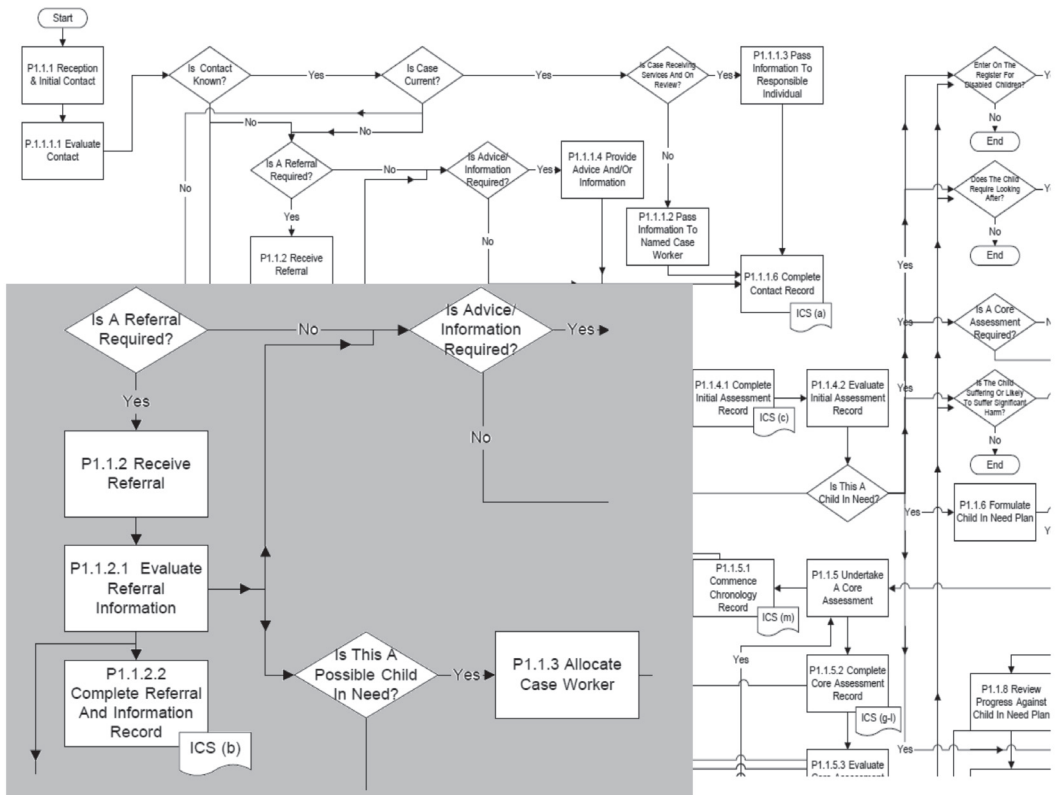 Start
P1.1.1 Reception
& Initial Contact
P.1.1.1.1 Evaluate
Contact
Is Contact
Known?
Yes
No
No
Is Case
Current?
Yes
No
Is Case Receiving
Services And On
Review?
Yes
No
P1.1.1.3 Pass
Information To
Responsible
Individual
Is A Referral
Required?
No
Yes
P1.1.2 Receive
Referral
Is Advice/
Information
Required?
Yes
No
P1.1.1.4 Provide
Advice And/Or
Information
P1.1.1.2 Pass
Information To
Named Case
Worker
P1.1.1.6 Complete
Contact Record
ICS (a)
Enter On The
Register For
Disabled Children?
No
End
Does The Child
Require Looking
After?
No
End
Yes
Is A Core
Assessment
Required?
Yes
Is The Child
Suffering Or Likely
To Suffer Significant
Harm?
Yes
No
End
Is A Referral
Required?
No
Yes
Is Advice/
Information
Required?
Yes
No
P1.1.2 Receive
Referral
P1.1.2.1 Evaluate
Referral
Information
P1.1.2.2
Complete Referral
And Information
Record
ICS (b)
Is This A
Possible Child
In Need?
Yes
P1.1.3 Allocate
Case Worker
P1.1.4.1 Complete
Initial Assessment
Record
ICS (c)
P1.1.4.2 Evaluate
Initial Assessment
Record
Is This A
Child In Need?
Yes
P1.1.6 Formulate
Child In Need Plan
P1.1.5.1
Commence
Chronology
Record
ICS (m)
P1.1.5 Undertake
A Core
Assessment
Yes
P1.1.5.2 Complete
Core Assessment
Record
ICS (g-l)
P1.1.5.3 Evaluate
Yes
P1.1.8 Review
Progress Against
Child In Need Plan